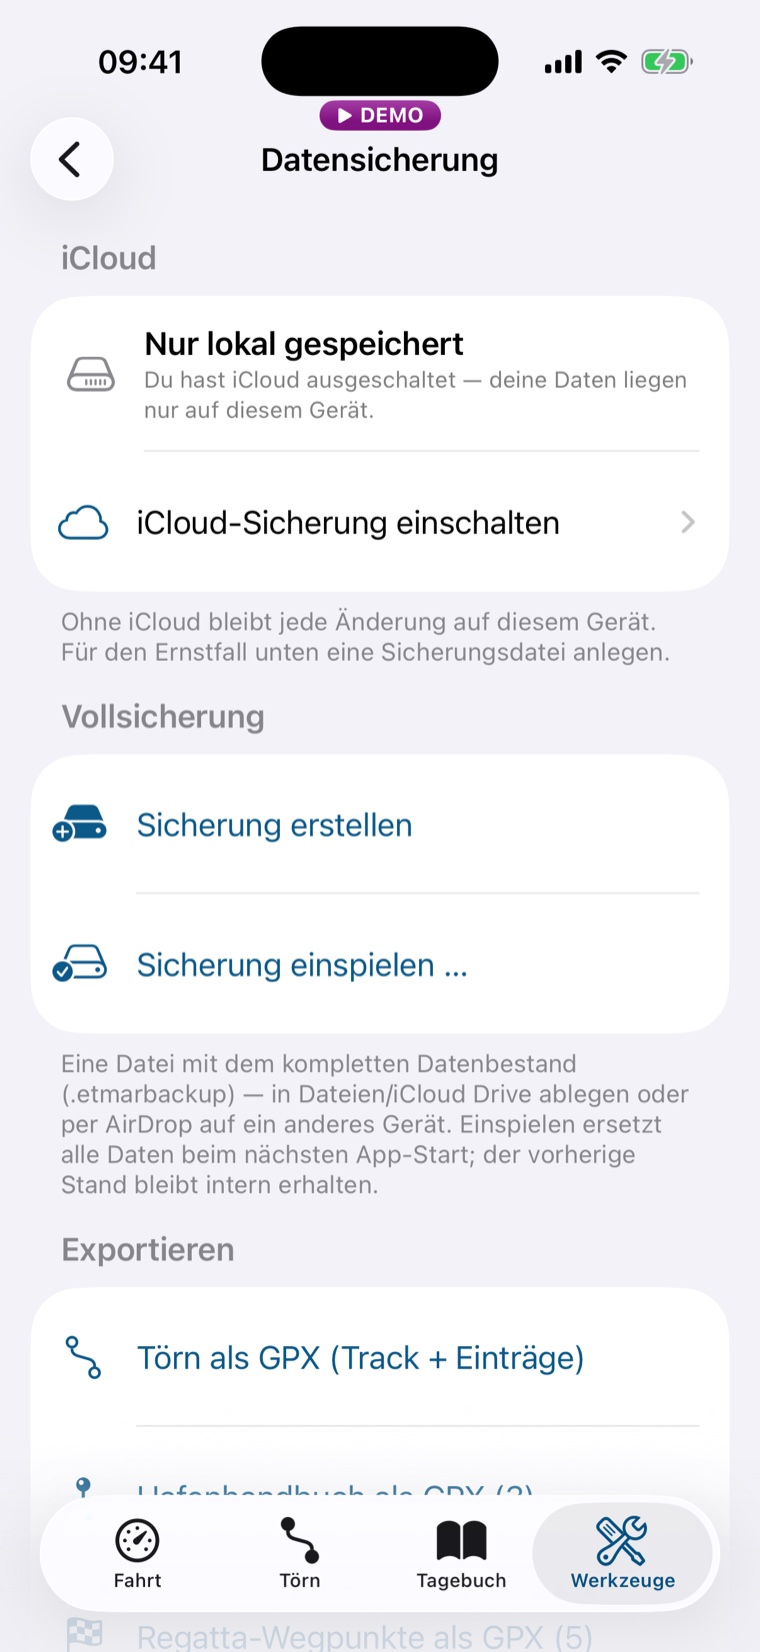 09:41
DEMO
Datensicherung
iCloud
Nur lokal gespeichert
Du hast iCloud ausgeschaltet — deine Daten liegen
nur auf diesem Gerät.
iCloud-Sicherung einschalten
Ohne iCloud bleibt jede Änderung auf diesem Gerät.
Für den Ernstfall unten eine Sicherungsdatei anlegen.
Vollsicherung
Sicherung erstellen
Sicherung einspielen ...
Eine Datei mit dem kompletten Datenbestand
(.etmarbackup) — in Dateien/iCloud Drive ablegen oder
per AirDrop auf ein anderes Gerät. Einspielen ersetzt
alle Daten beim nächsten App-Start; der vorherige
Stand bleibt intern erhalten.
Exportieren
Törn als GPX (Track + Einträge)
Hafenhandbuch als GPX (2)
Fahrt
Törn
Tagebuch
Werkzeuge
Regatta-Wegpunkte als GPX (5)